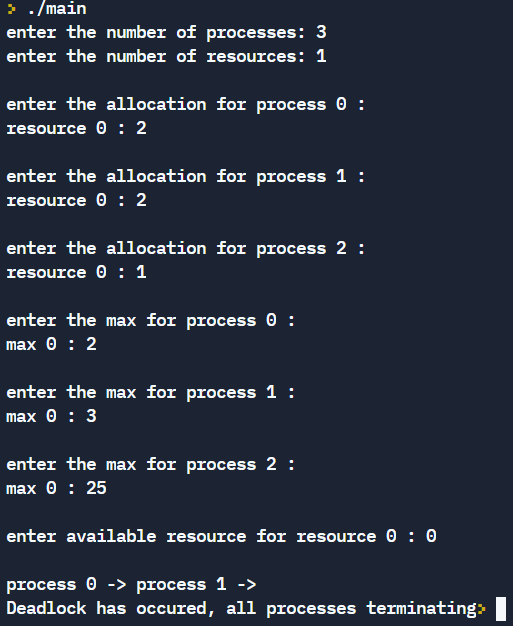 > ./main
enter the number of processes: 3
enter the number of resources: 1
enter the allocation for process 0 :
resource 0 : 2
enter the allocation for process 1 :
resource 0 : 2
enter the allocation for process 2 :
resource 0 : 1
enter the max for process 0 :
max 0 : 2
enter the max for process 1 :
max 0 : 3
enter the max for process 2 :
max 0 : 25
enter available resource for resource 0 : 0
process 0 -> process 1 ->
Deadlock has occured, all processes terminating>